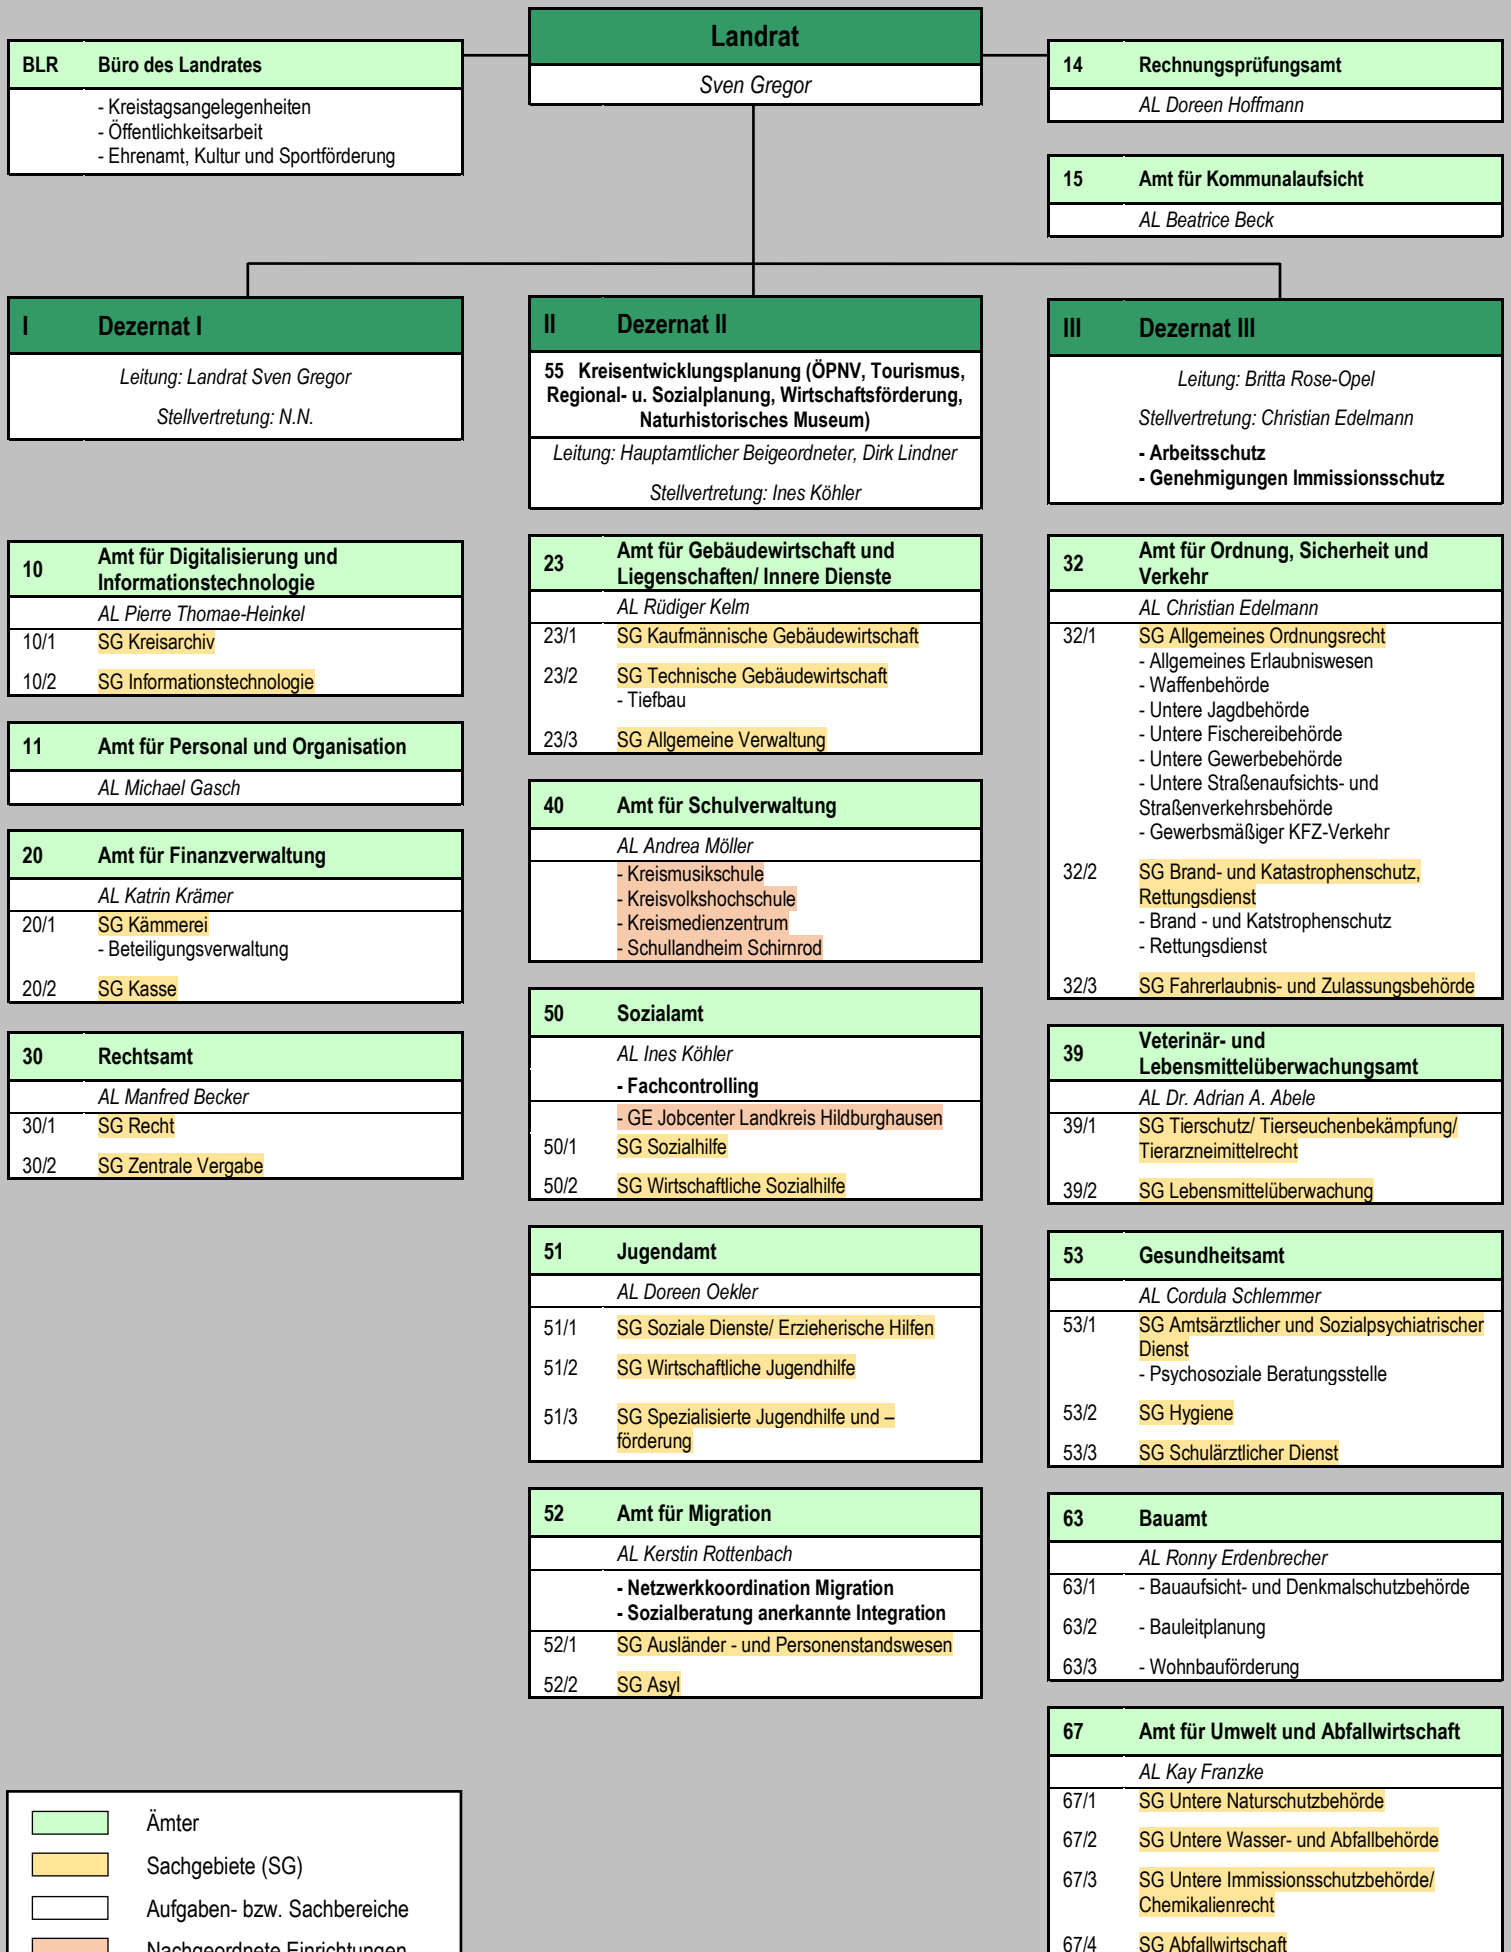 Landrat
Sven Gregor
BLR Büro des Landrates
- Kreistagsangelegenheiten
- Öffentlichkeitsarbeit
- Ehrenamt, Kultur und Sportförderung
14 Rechnungsprüfungsamt
AL Doreen Hoffmann
15 Amt für Kommunalaufsicht
AL Beatrice Beck
I Dezernat I
Leitung: Landrat Sven Gregor
Stellvertretung: N.N.
10 Amt für Digitalisierung und
Informationstechnologie
AL Pierre Thomae-Heinkel
10/1 SG Kreisarchiv
10/2 SG Informationstechnologie
11 Amt für Personal und Organisation
AL Michael Gasch
20 Amt für Finanzverwaltung
AL Katrin Krämer
20/1 SG Kämmerei
- Beteiligungsverwaltung
20/2 SG Kasse
30 Rechtsamt
AL Manfred Becker
30/1 SG Recht
30/2 SG Zentrale Vergabe
II Dezernat II
55 Kreisentwicklungsplanung (ÖPNV, Tourismus,
Regional- u. Sozialplanung, Wirtschaftsförderung,
Naturhistorisches Museum)
Leitung: Hauptamtlicher Beigeordneter, Dirk Lindner
Stellvertretung: Ines Köhler
23 Amt für Gebäudewirtschaft und
Liegenschaften/ Innere Dienste
AL Rüdiger Kelm
23/1 SG Kaufmännische Gebäudewirtschaft
23/2 SG Technische Gebäudewirtschaft
- Tiefbau
23/3 SG Allgemeine Verwaltung
40 Amt für Schulverwaltung
AL Andrea Möller
- Kreismusikschule
- Kreisvolkshochschule
- Kreismedienzentrum
- Schullandheim Schirnrod
50 Sozialamt
AL Ines Köhler
- Fachcontrolling
- GE Jobcenter Landkreis Hildburghausen
50/1 SG Sozialhilfe
50/2 SG Wirtschaftliche Sozialhilfe
51 Jugendamt
AL Doreen Oekler
51/1 SG Soziale Dienste/ Erzieherische Hilfen
51/2 SG Wirtschaftliche Jugendhilfe
51/3 SG Spezialisierte Jugendhilfe und –
förderung
52 Amt für Migration
AL Kerstin Rottenbach
- Netzwerkkoordination Migration
- Sozialberatung anerkannte Integration
52/1 SG Ausländer - und Personenstandswesen
52/2 SG Asyl
III Dezernat III
Leitung: Britta Rose-Opel
Stellvertretung: Christian Edelmann
- Arbeitsschutz
- Genehmigungen Immissionsschutz
32 Amt für Ordnung, Sicherheit und
Verkehr
AL Christian Edelmann
32/1 SG Allgemeines Ordnungsrecht
- Allgemeines Erlaubniswesen
- Waffenbehörde
- Untere Jagdbehörde
- Untere Fischereibehörde
- Untere Gewerbebehörde
- Untere Straßenaufsichts- und
Straßenverkehrsbehörde
- Gewerbsmäßiger KFZ-Verkehr
32/2 SG Brand- und Katastrophenschutz,
Rettungsdienst
- Brand - und Katstrophenschutz
- Rettungsdienst
32/3 SG Fahrerlaubnis- und Zulassungsbehörde
39 Veterinär- und
Lebensmittelüberwachungsamt
AL Dr. Adrian A. Abele
39/1 SG Tierschutz/ Tierseuchenbekämpfung/
Tierarzneimittelrecht
39/2 SG Lebensmittelüberwachung
53 Gesundheitsamt
AL Cordula Schlemmer
53/1 SG Amtsärztlicher und Sozialpsychiatrischer
Dienst
- Psychosoziale Beratungsstelle
53/2 SG Hygiene
53/3 SG Schulärztlicher Dienst
63 Bauamt
AL Ronny Erdenbrecher
63/1 - Bauaufsicht- und Denkmalschutzbehörde
63/2 - Bauleitplanung
63/3 - Wohnbauförderung
67 Amt für Umwelt und Abfallwirtschaft
AL Kay Franzke
67/1 SG Untere Naturschutzbehörde
67/2 SG Untere Wasser- und Abfallbehörde
67/3 SG Untere Immissionsschutzbehörde/
Chemikalienrecht
67/4 SG Abfallwirtschaft
Ämter
Sachgebiete (SG)
Aufgaben- bzw. Sachbereiche
Nachgeordnete Einrichtungen